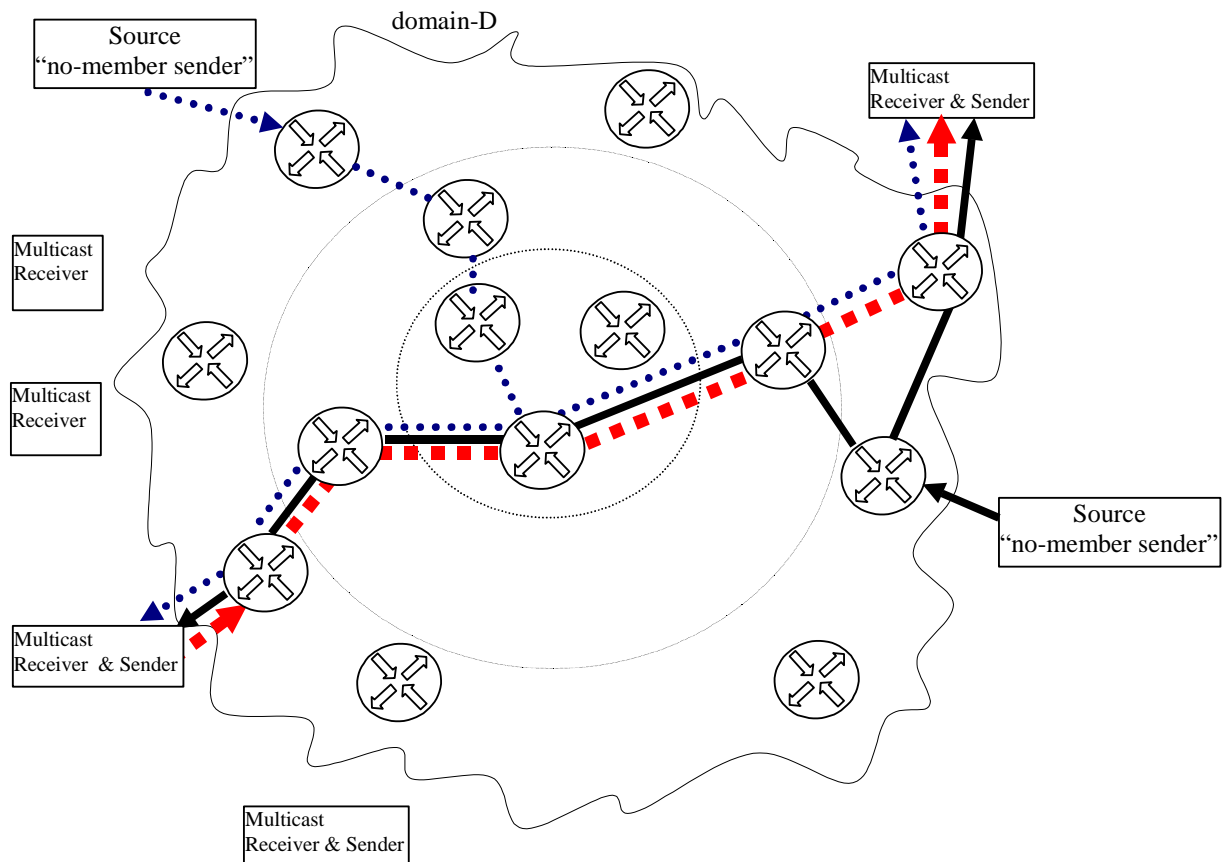 domain-D
Source
“no-member sender”
Multicast
Receiver & Sender
Multicast
Receiver
Multicast
Receiver
Source
“no-member sender”
Multicast
Receiver & Sender
Multicast
Receiver & Sender